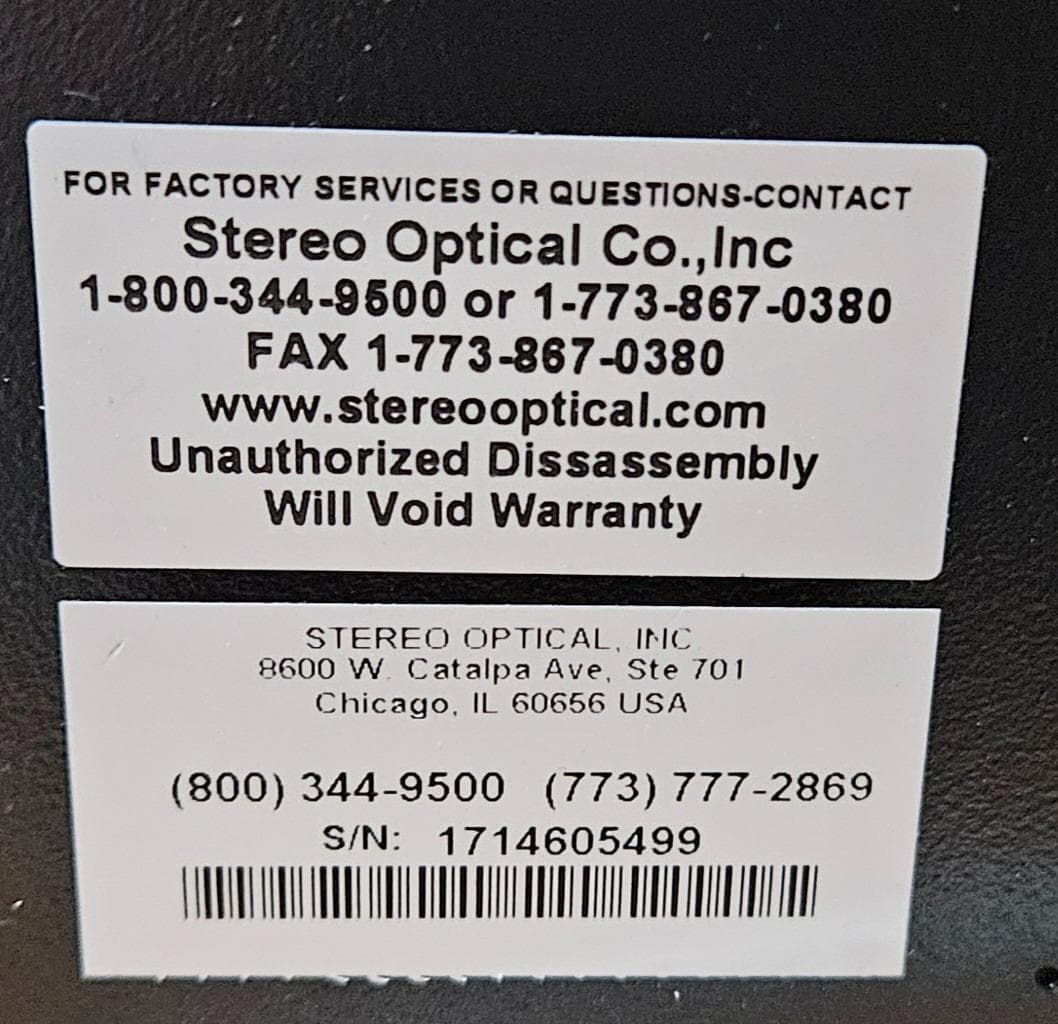 FOR FACTORY SERVICES OR QUESTIONS-CONTACT
Stereo Optical Co.,Inc
1-800-344-9500 or 1-773-867-0380
FAX 1-773-867-0380
www.stereooptical.com
Unauthorized Dissassembly
Will Void Warranty
STEREO OPTICAL, INC
8600 W. Catalpa Ave, Ste 701
Chicago, IL 60656 USA
(800) 344-9500 (773) 777-2869
S/N: 1714605499